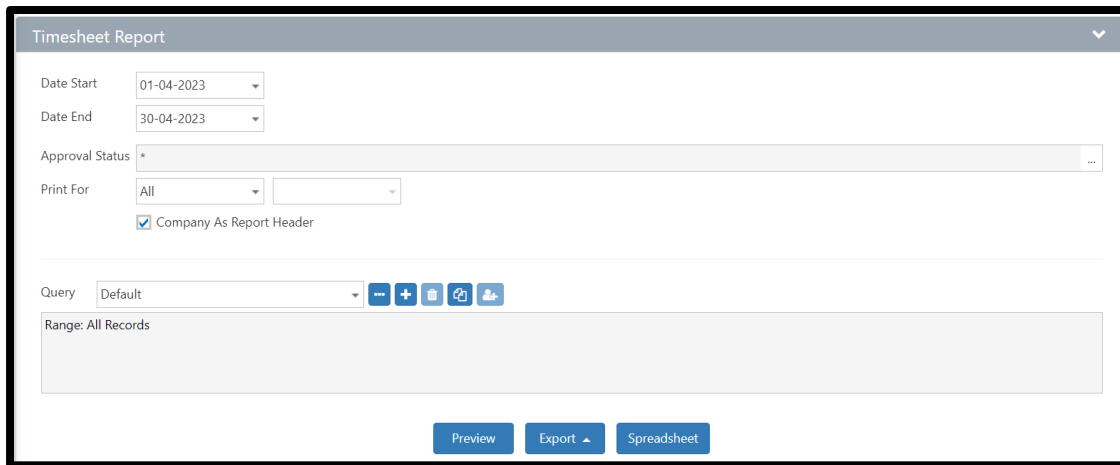 Timesheet Report
Date Start 01-04-2023
Date End 30-04-2023
Approval Status * ...
Print For All
Company As Report Header
Query Default
Range: All Records
Preview Export Spreadsheet